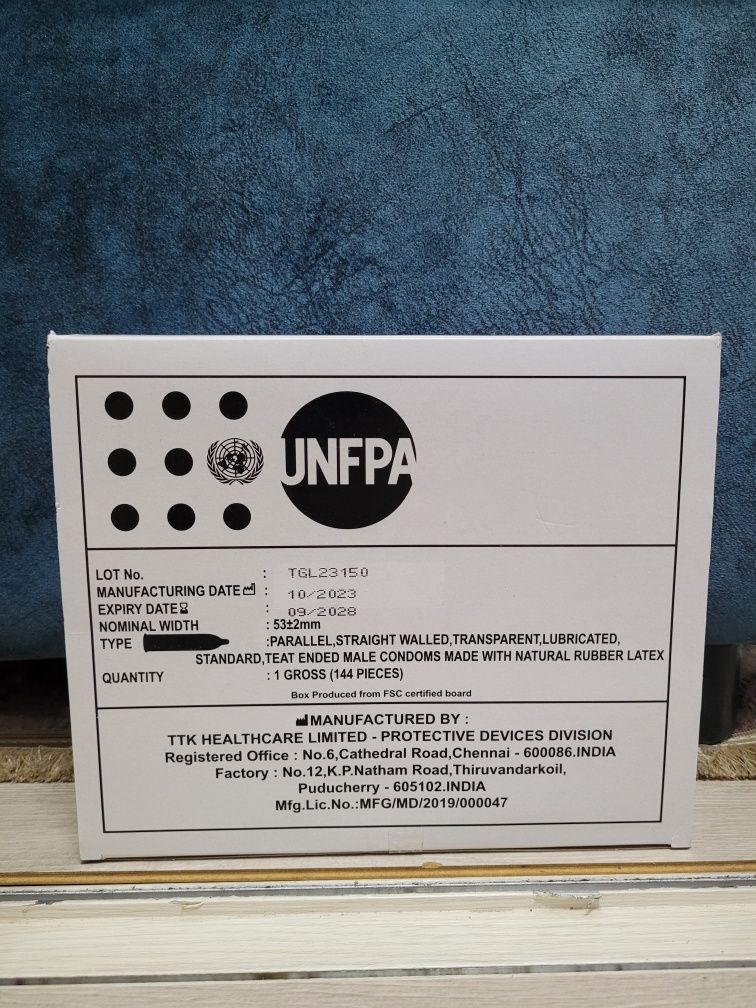 UNFPA
LOT No. : TGL23150
MANUFACTURING DATE : 10/2023
EXPIRY DATE : 09/2028
NOMINAL WIDTH : 53±2mm
TYPE :PARALLEL,STRAIGHT WALLED,TRANSPARENT,LUBRICATED,
STANDARD,TEAT ENDED MALE CONDOMS MADE WITH NATURAL RUBBER LATEX
QUANTITY : 1 GROSS (144 PIECES)
Box Produced from FSC certified board
MANUFACTURED BY :
TTK HEALTHCARE LIMITED - PROTECTIVE DEVICES DIVISION
Registered Office : No.6,Cathedral Road,Chennai - 600086.INDIA
Factory : No.12,K.P.Natham Road,Thiruvandarkoil,
Puducherry - 605102.INDIA
Mfg.Lic.No.:MFG/MD/2019/000047